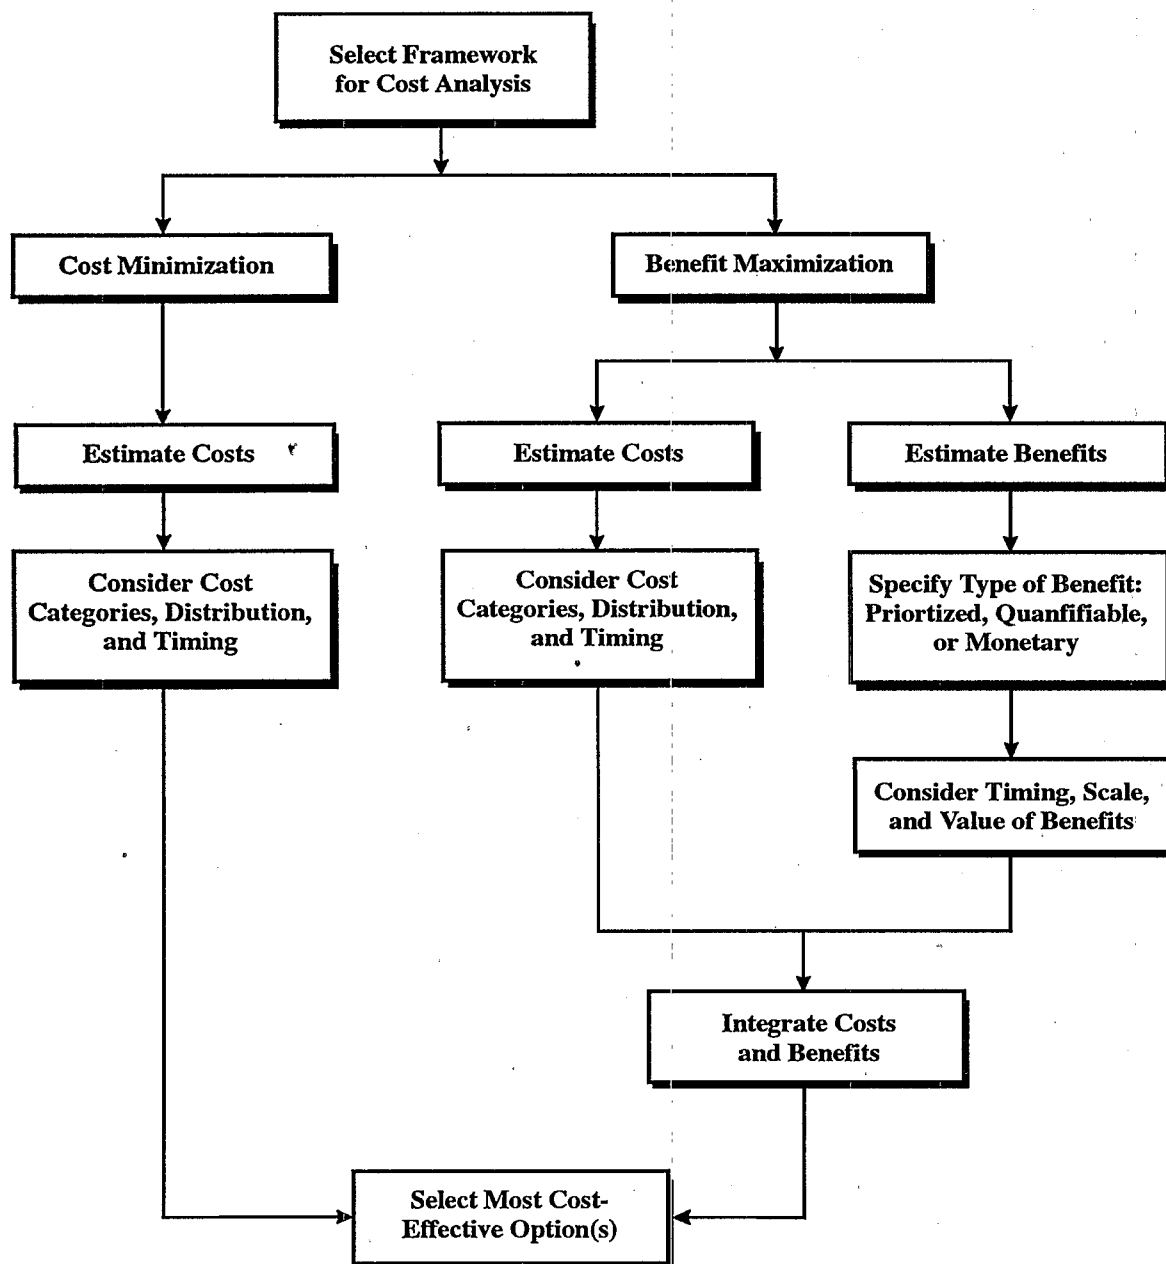 Select Framework
for Cost Analysis
Cost Minimization
Benefit Maximization
Estimate Costs
Estimate Costs
Estimate Benefits
Consider Cost
Categories, Distribution,
and Timing
Consider Cost
Categories, Distribution,
and Timing
Specify Type of Benefit:
Priortized, Quanfifiable,
or Monetary
Consider Timing, Scale,
and Value of Benefits
Integrate Costs
and Benefits
Select Most Cost-
Effective Option(s)